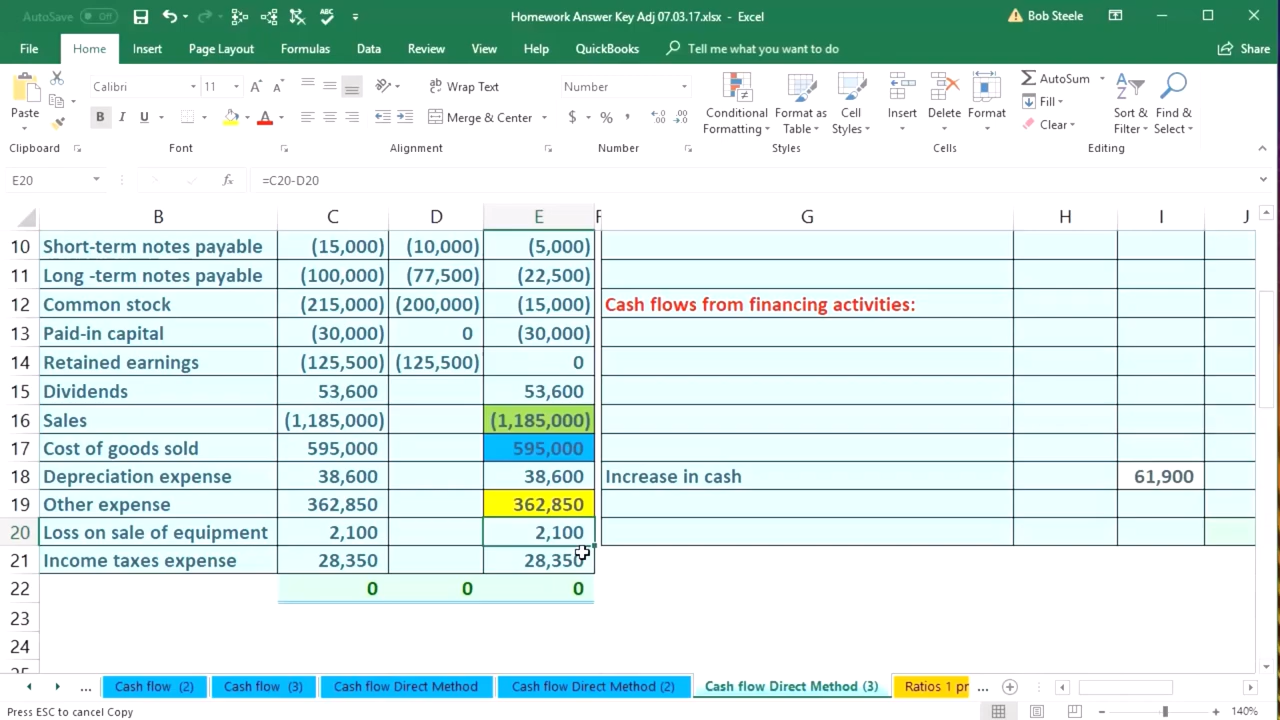 AutoSave Off Homework Answer Key Adj 07.03.17.xlsx - Excel Bob Steele
File Home Insert Page Layout Formulas Data Review View Help QuickBooks Tell me what you want to do Share
Paste Calibri 11 A A Wrap Text Number Conditional Formatting Format as Table Cell Styles Insert Delete Format AutoSum Sort & Filter Find & Select
B I U A Merge & Center $ % , Fill
Clear
Clipboard Font Alignment Number Styles Cells Editing
E20 fx =C20-D20
B C D E F G H I J
10 Short-term notes payable (15,000) (10,000) (5,000)
11 Long -term notes payable (100,000) (77,500) (22,500)
12 Common stock (215,000) (200,000) (15,000) Cash flows from financing activities:
13 Paid-in capital (30,000) 0 (30,000)
14 Retained earnings (125,500) (125,500) 0
15 Dividends 53,600 53,600
16 Sales (1,185,000) (1,185,000)
17 Cost of goods sold 595,000 595,000
18 Depreciation expense 38,600 38,600 Increase in cash 61,900
19 Other expense 362,850 362,850
20 Loss on sale of equipment 2,100 2,100
21 Income taxes expense 28,350 28,350
22 0 0 0
23
24
... Cash flow (2) Cash flow (3) Cash flow Direct Method Cash flow Direct Method (2) Cash flow Direct Method (3) Ratios 1 pr ...
Press ESC to cancel Copy 140%